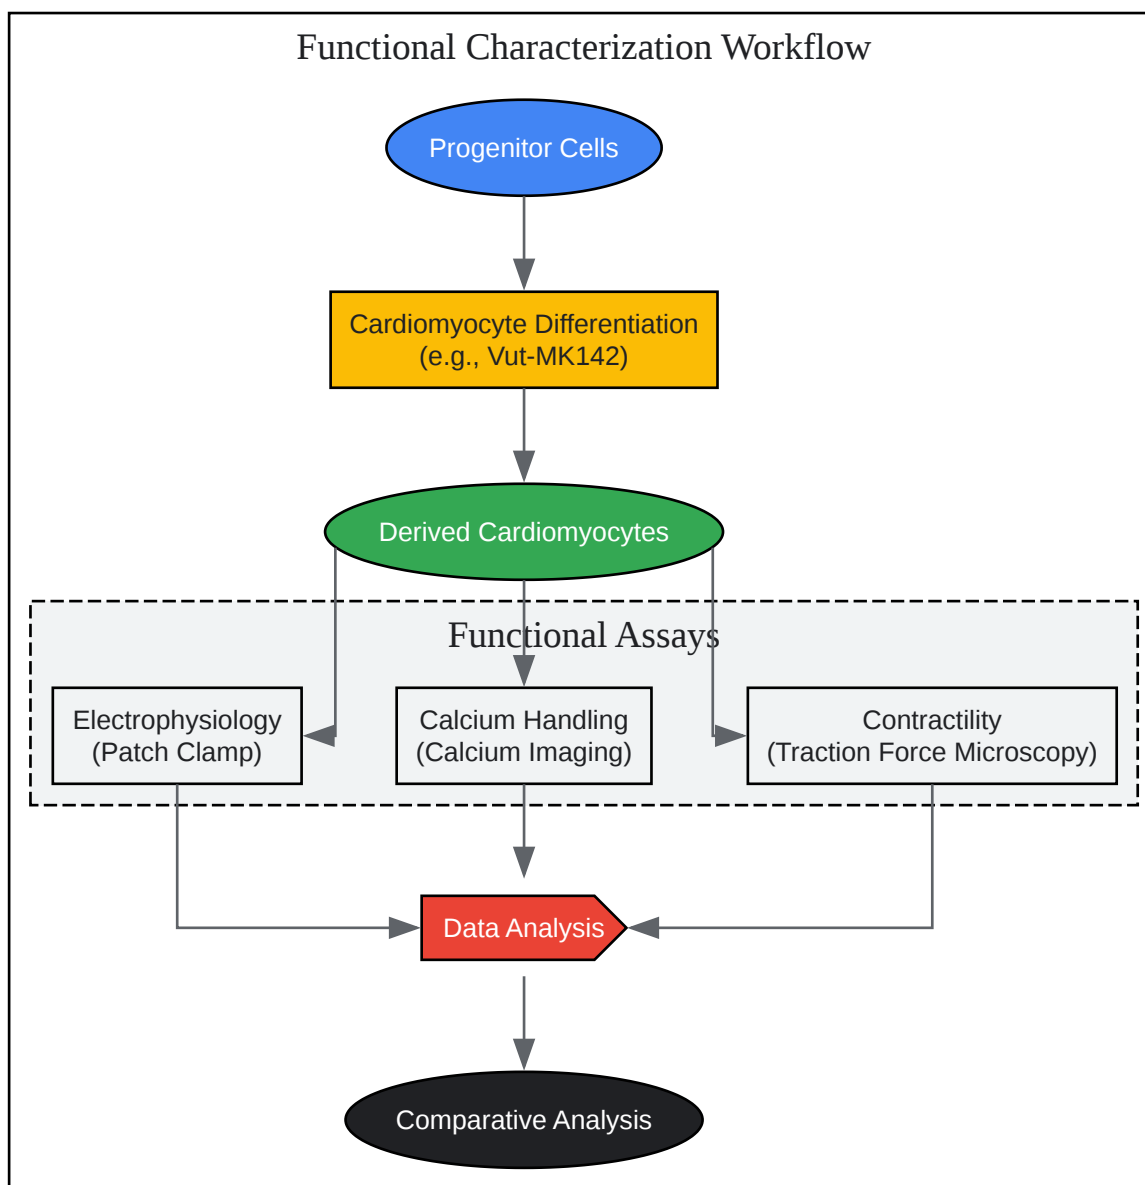 Functional Characterization Workflow
Progenitor Cells
Cardiomyocyte Differentiation
(e.g., Vut-MK142)
Derived Cardiomyocytes
Functional Assays
Electrophysiology
(Patch Clamp)
Calcium Handling
(Calcium Imaging)
Contractility
(Traction Force Microscopy)
Data Analysis
Comparative Analysis